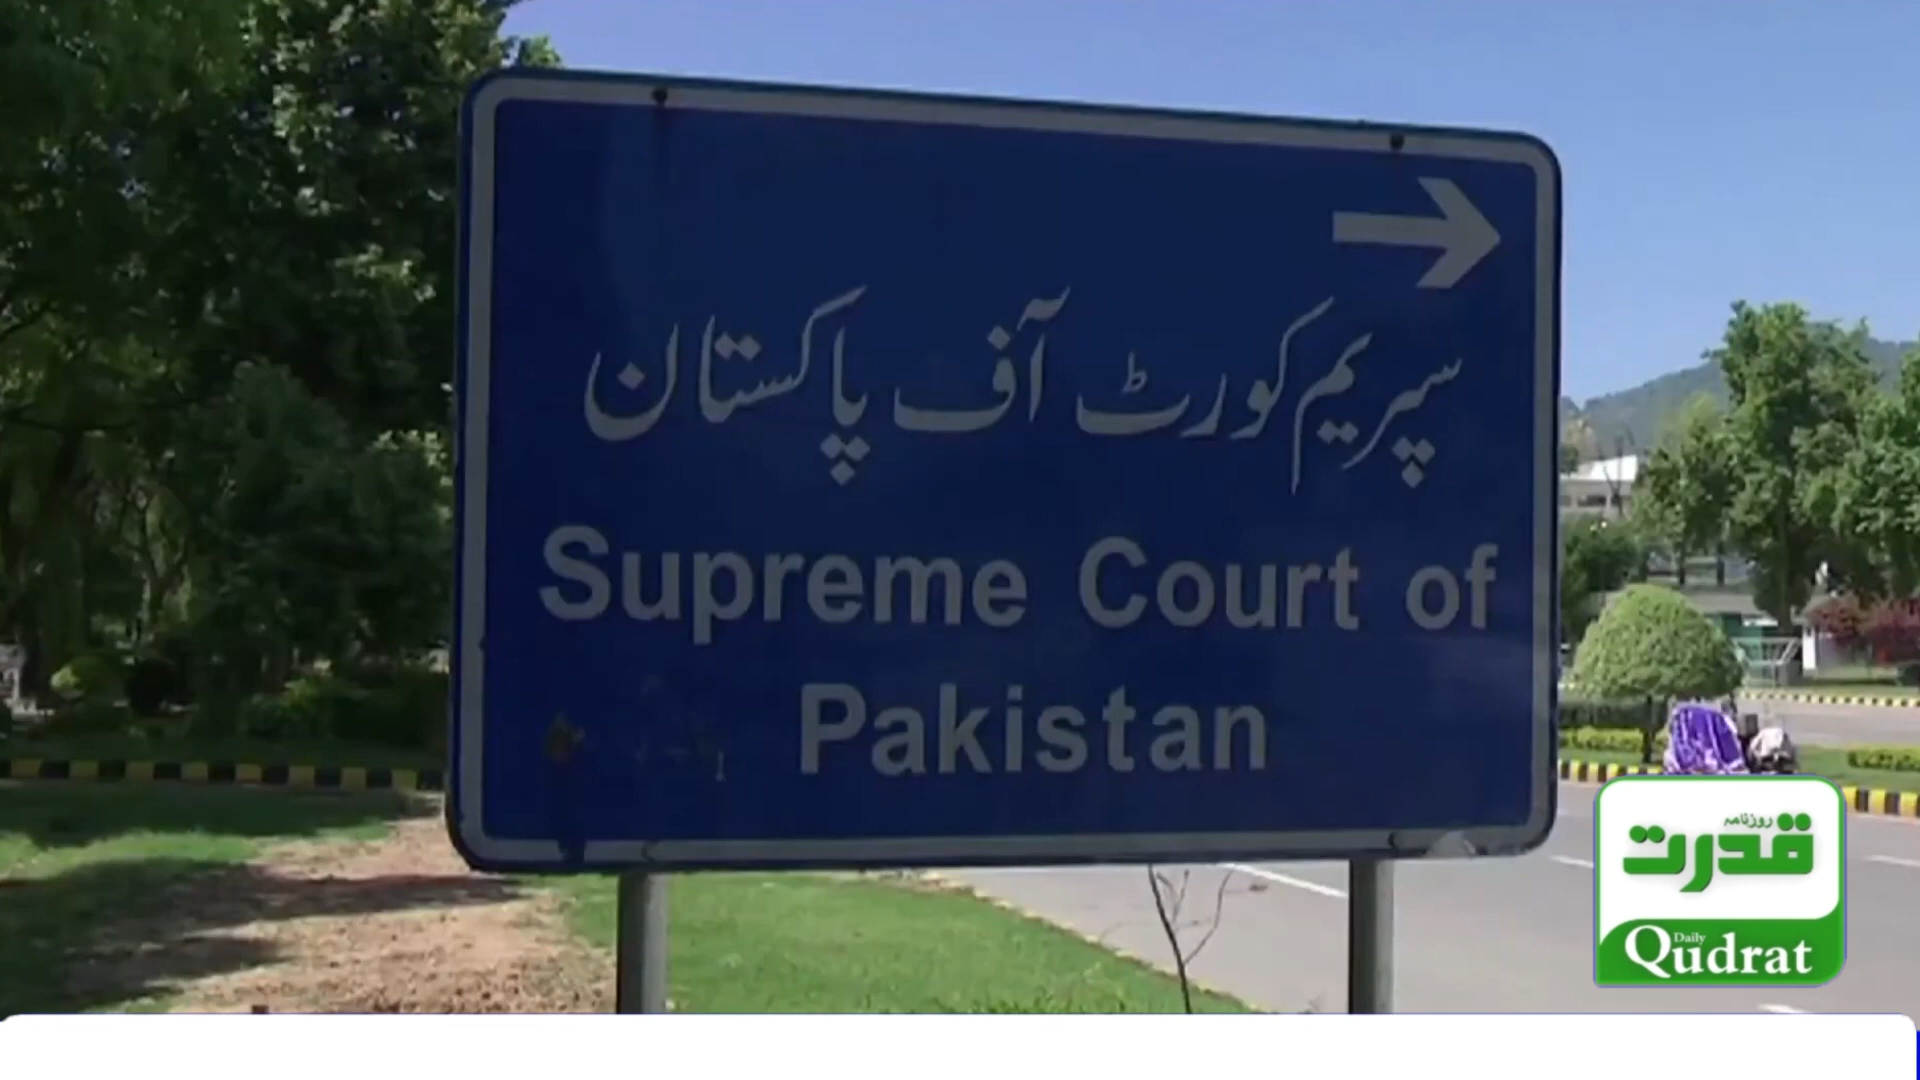 سپریم کورٹ آف پاکستان
Supreme Court of
Pakistan
روزنامہ
قدرت
Daily
Qudrat